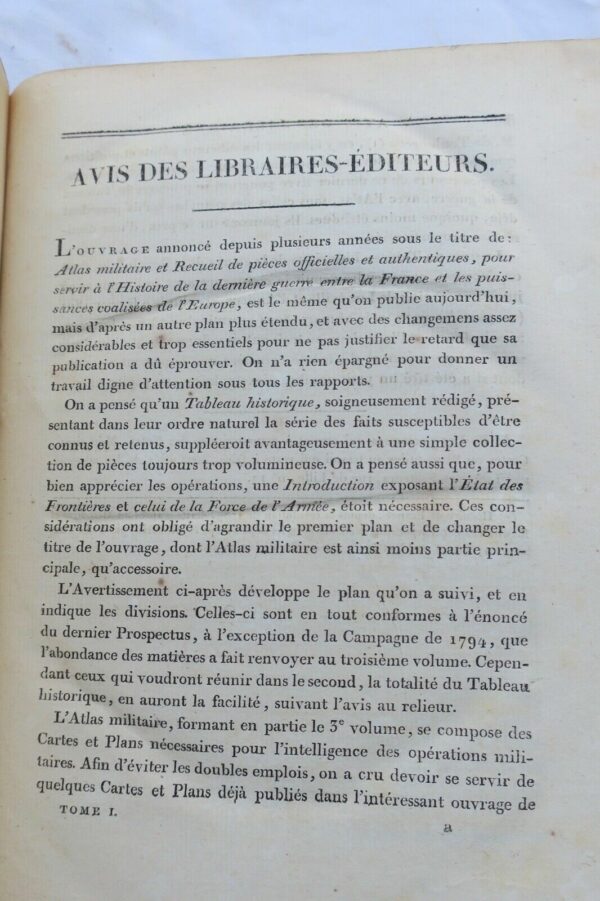 AVIS DES LIBRAIRES-ÉDITEURS.
L'OUVRAGE annoncé depuis plusieurs années sous le titre de:
Atlas militaire et Recueil de pièces officielles et authentiques, pour
servir à l'Histoire de la dernière guerre entre la France et les puis-
sances coalisées de l'Europe, est le même qu'on publie aujourd'hui,
mais d'après un autre plan plus étendu, et avec des changemens assez
considérables et trop essentiels pour ne pas justifier le retard que sa
publication a dû éprouver. On n'a rien épargné pour donner un
travail digne d'attention sous tous les rapports.
On a pensé qu'un Tableau historique, soigneusement rédigé, pré-
sentant dans leur ordre naturel la série des faits susceptibles d'être
connus et retenus, suppléeroit avantageusement à une simple collec-
tion de pièces toujours trop volumineuse. On a pensé aussi que, pour
bien apprécier les opérations, une Introduction exposant l'État des
Frontières et celui de la Force de l'Armée, étoit nécessaire. Ces con-
sidérations ont obligé d'agrandir le premier plan et de changer le
titre de l'ouvrage, dont l'Atlas militaire est ainsi moins partie prin-
cipale, qu'accessoire.
L'Avertissement ci-après développe le plan qu'on a suivi, et en
indique les divisions. Celles-ci sont en tout conformes à l'énoncé
du dernier Prospectus, à l'exception de la Campagne de 1794, que
l'abondance des matières a fait renvoyer au troisième volume. Cepen-
dant ceux qui voudront réunir dans le second, la totalité du Tableau
historique, en auront la facilité, suivant l'avis au relieur.
L'Atlas militaire, formant en partie le 3e volume, se compose des
Cartes et Plans nécessaires pour l'intelligence des opérations mili-
taires. Afin d'éviter les doubles emplois, on a cru devoir se servir de
quelques Cartes et Plans déjà publiés dans l'intéressant ouvrage de
TOME I.
a